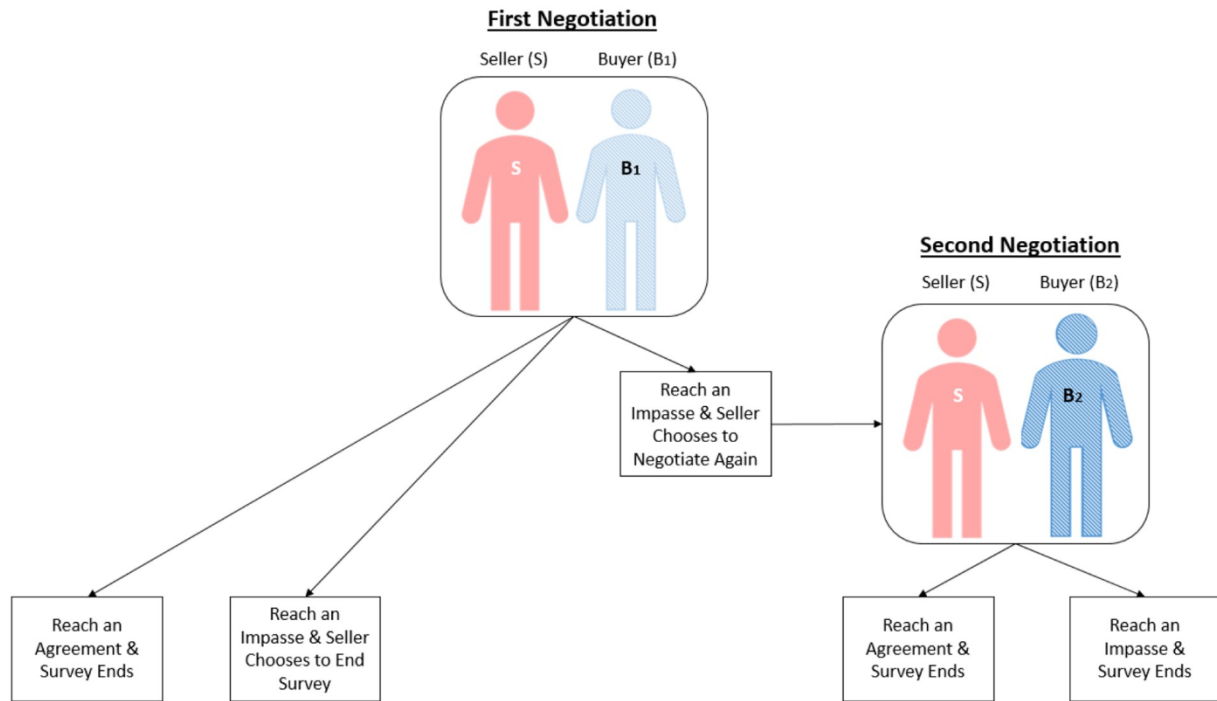 First Negotiation
Seller (S)
Buyer (B1)
S
B1
Second Negotiation
Seller (S)
Buyer (B2)
S
B2
Reach an
Impasse & Seller
Chooses to
Negotiate Again
Reach an
Agreement &
Survey Ends
Reach an
Impasse & Seller
Chooses to End
Survey
Reach an
Agreement &
Survey Ends
Reach an
Impasse &
Survey Ends